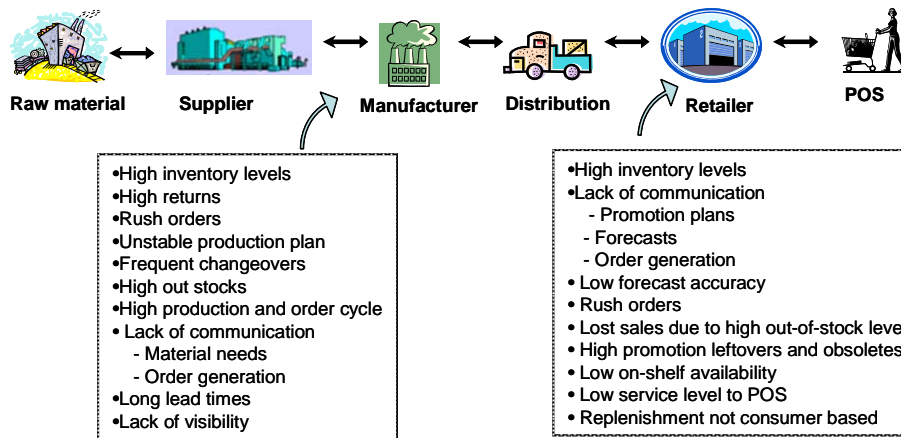 Raw material
Supplier
Manufacturer
Distribution
Retailer
POS
•High inventory levels
•High returns
•Rush orders
•Unstable production plan
•Frequent changeovers
•High out stocks
•High production and order cycle
• Lack of communication
- Material needs
- Order generation
•Long lead times
•Lack of visibility
•High inventory levels
•Lack of communication
- Promotion plans
- Forecasts
- Order generation
• Low forecast accuracy
• Rush orders
• Lost sales due to high out-of-stock leve
• High promotion leftovers and obsoletes
• Low on-shelf availability
• Low service level to POS
• Replenishment not consumer based